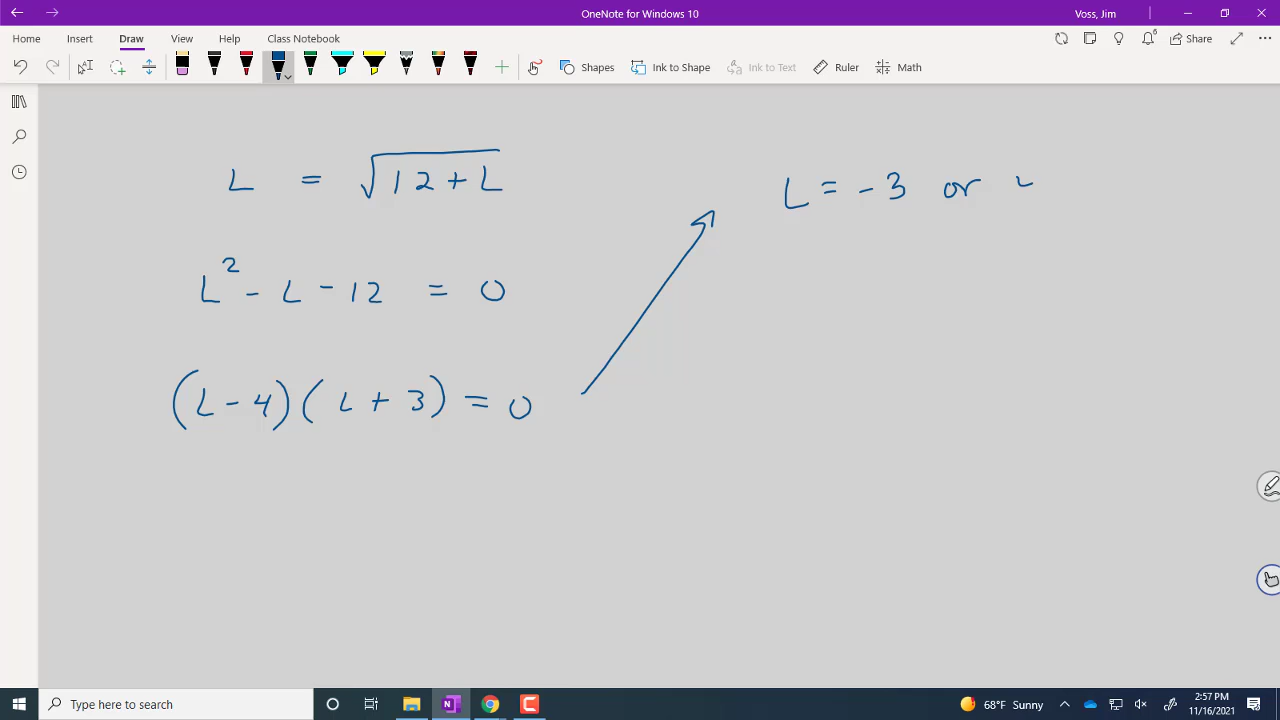 OneNote for Windows 10
Voss, Jim
Home Insert Draw View Help Class Notebook
6
Share
Shapes Ink to Shape Ink to Text Ruler Math
L = √12 + L
L = -3 or
L² - L - 12 = 0
(L - 4)(L + 3) = 0
Type here to search
68°F Sunny
2:57 PM
11/16/2021